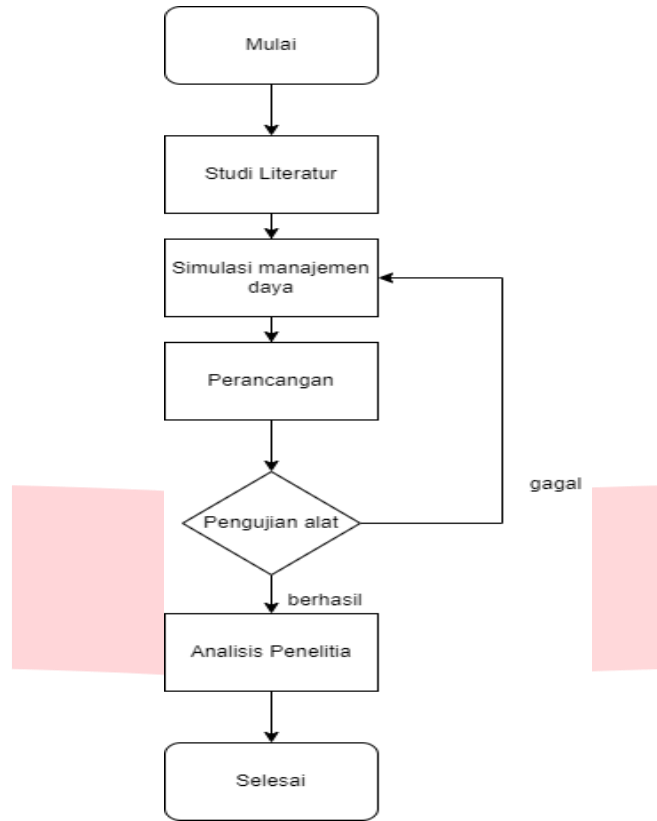 Mulai
Studi Literatur
Simulasi manajemen
daya
Perancangan
gagal
Pengujian alat
berhasil
Analisis Penelitia
Selesai